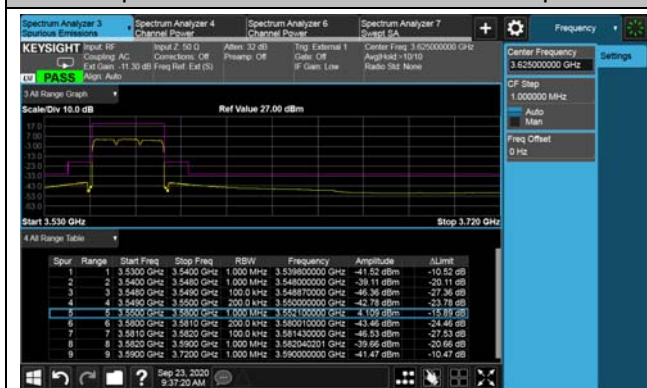 Spectrum Analyzer 3
Spurious Emissions
Spectrum Analyzer 4
Channel Power
Spectrum Analyzer 6
Channel Power
Spectrum Analyzer 7
Swept SA
Frequency
KEYSIGHT Input: RF Input Z: 50 Ω Atten: 32 dB Trig: External 1 Center Freq: 3.625000000 GHz
Coupling: AC Corrections: Off Preamp: Off Gate: Off Avg|Hold:>10/10
Ext Gain: -11.30 dB Freq Ref: Ext (S) IF Gain: Low Radio Std: None
LXI PASS Align: Auto
Center Frequency
3.625000000 GHz
Settings
CF Step
1.000000 MHz
Auto
Man
Freq Offset
0 Hz
3 All Range Graph
Scale/Div 10.0 dB Ref Value 27.00 dBm
17.0
7.00
-3.00
-13.0
-23.0
-33.0
-43.0
-53.0
-63.0
Start 3.530 GHz Stop 3.720 GHz
4 All Range Table
Spur Range Start Freq Stop Freq RBW Frequency Amplitude ΔLimit
1 1 3.5300 GHz 3.5400 GHz 1.000 MHz 3.539800000 GHz -41.52 dBm -10.52 dB
2 2 3.5400 GHz 3.5480 GHz 1.000 MHz 3.548000000 GHz -39.11 dBm -20.11 dB
3 3 3.5480 GHz 3.5490 GHz 100.0 kHz 3.548870000 GHz -46.36 dBm -27.36 dB
4 4 3.5490 GHz 3.5500 GHz 200.0 kHz 3.550000000 GHz -42.78 dBm -23.78 dB
5 5 3.5500 GHz 3.5800 GHz 1.000 MHz 3.552100000 GHz 4.109 dBm -15.89 dB
6 6 3.5800 GHz 3.5810 GHz 200.0 kHz 3.580010000 GHz -43.46 dBm -24.46 dB
7 7 3.5810 GHz 3.5820 GHz 100.0 kHz 3.581430000 GHz -46.53 dBm -27.53 dB
8 8 3.5820 GHz 3.5900 GHz 1.000 MHz 3.582040201 GHz -39.66 dBm -20.66 dB
9 9 3.5900 GHz 3.7200 GHz 1.000 MHz 3.590000000 GHz -41.47 dBm -10.47 dB
Sep 23, 2020
9:37:20 AM